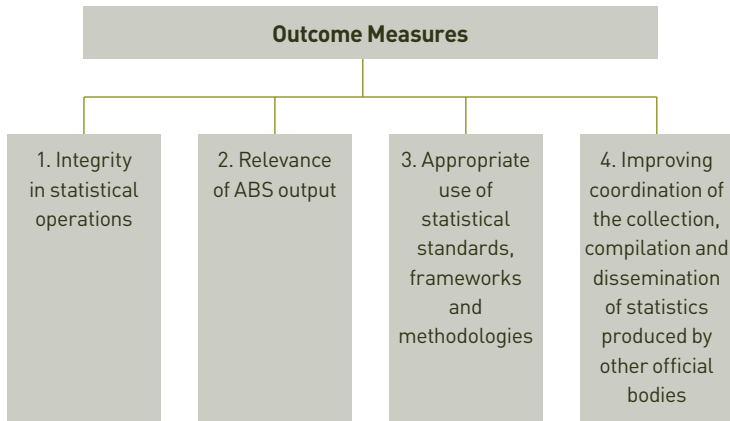 Outcome Measures
1. Integrity
in statistical
operations
2. Relevance
of ABS output
3. Appropriate
use of
statistical
standards,
frameworks
and
methodologies
4. Improving
coordination of
the collection,
compilation and
dissemination
of statistics
produced by
other official
bodies